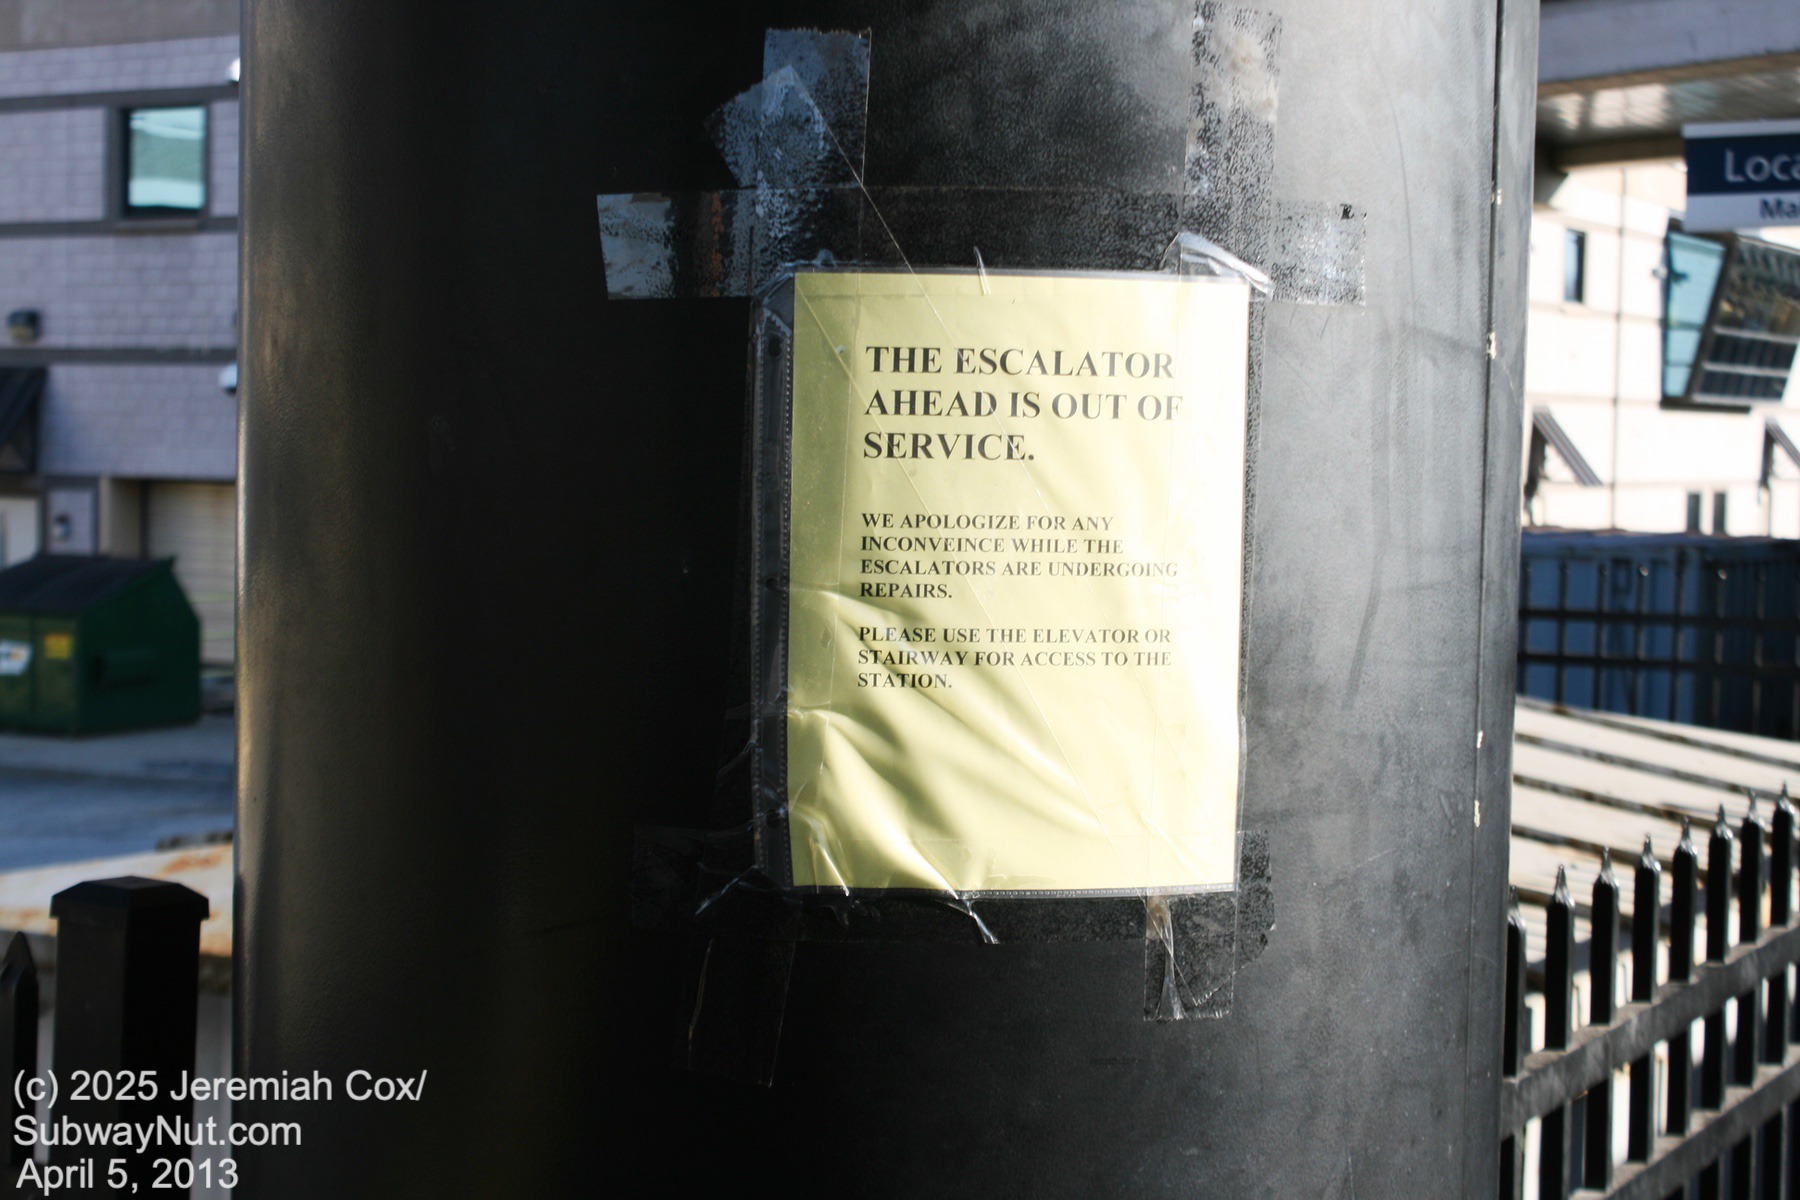 THE ESCALATOR
AHEAD IS OUT OF
SERVICE.
WE APOLOGIZE FOR ANY
INCONVEINCE WHILE THE
ESCALATORS ARE UNDERGOING
REPAIRS.
PLEASE USE THE ELEVATOR OR
STAIRWAY FOR ACCESS TO THE
STATION.
(c) 2025 Jeremiah Cox/
SubwayNut.com
April 5, 2013